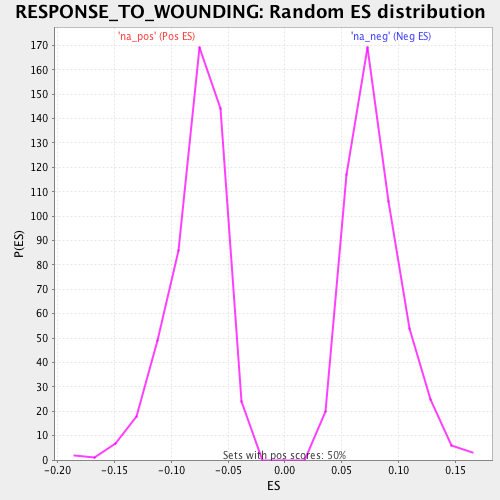 RESPONSE_TO_WOUNDING: Random ES distribution
'na_pos' (Pos ES)
'na_neg' (Neg ES)
170
160
150
140
130
120
110
100
90
80
70
60
50
40
30
20
10
0
P(ES)
Sets with pos scores: 50%
-0.20 -0.15 -0.10 -0.05 0.00 0.05 0.10 0.15
ES